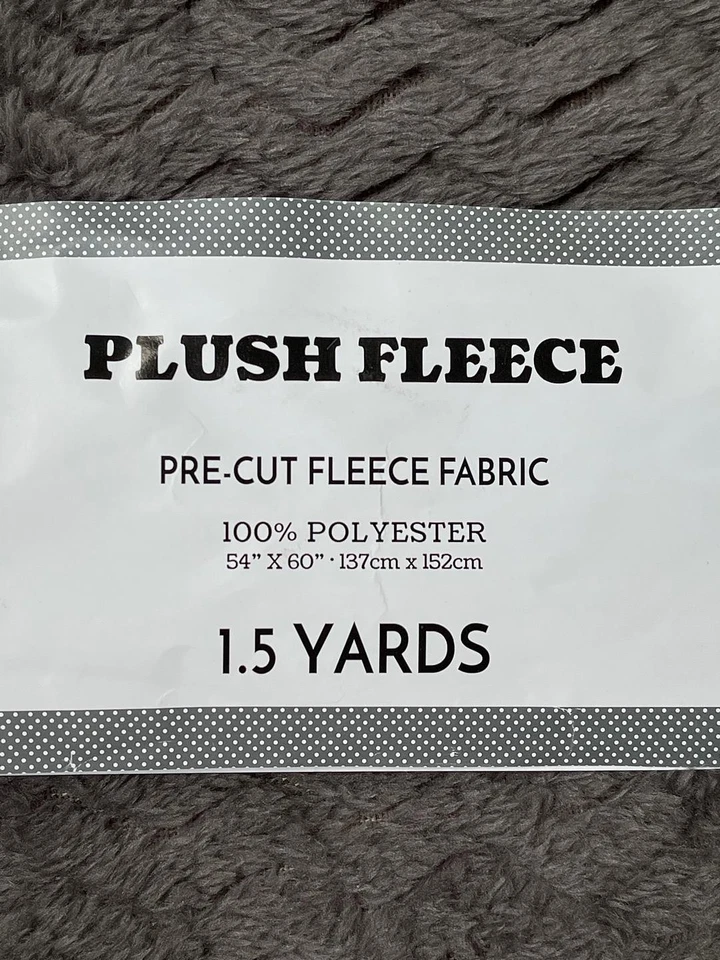 PLUSH FLEECE
PRE-CUT FLEECE FABRIC
100% POLYESTER
54” X 60” · 137cm x 152cm
1.5 YARDS